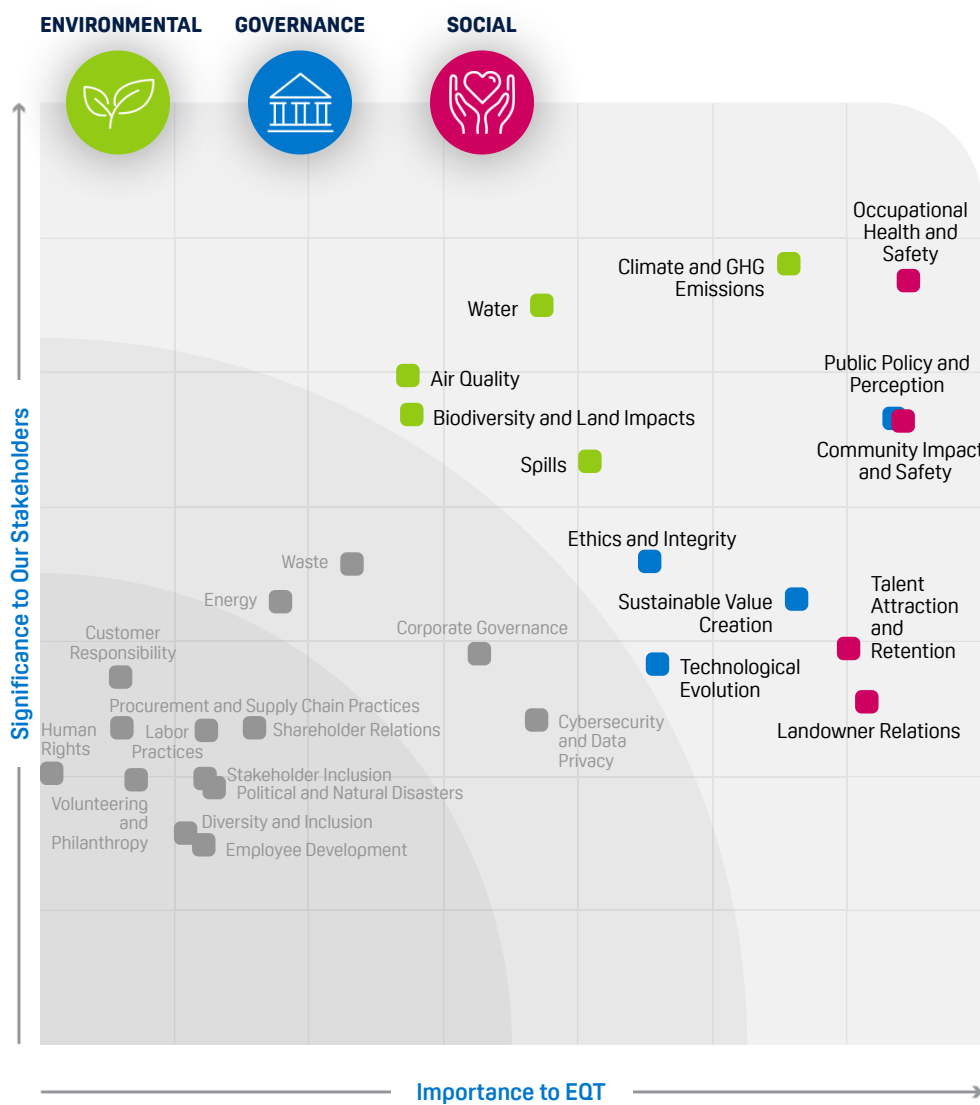 ENVIRONMENTAL
GOVERNANCE
SOCIAL
Occupational
Health and
Safety
Climate and GHG
Emissions
Water
Public Policy and
Perception
Air Quality
Biodiversity and Land Impacts
Community Impact
and Safety
Spills
Ethics and Integrity
Waste
Talent
Attraction
and
Retention
Energy
Sustainable Value
Creation
Corporate Governance
Customer
Responsibility
Technological
Evolution
Procurement and Supply Chain Practices
Human
Rights
Labor
Practices
Shareholder Relations
Cybersecurity
and Data
Privacy
Landowner Relations
Stakeholder Inclusion
Political and Natural Disasters
Volunteering
and
Philanthropy
Diversity and Inclusion
Employee Development
Significance to Our Stakeholders
Importance to EQT